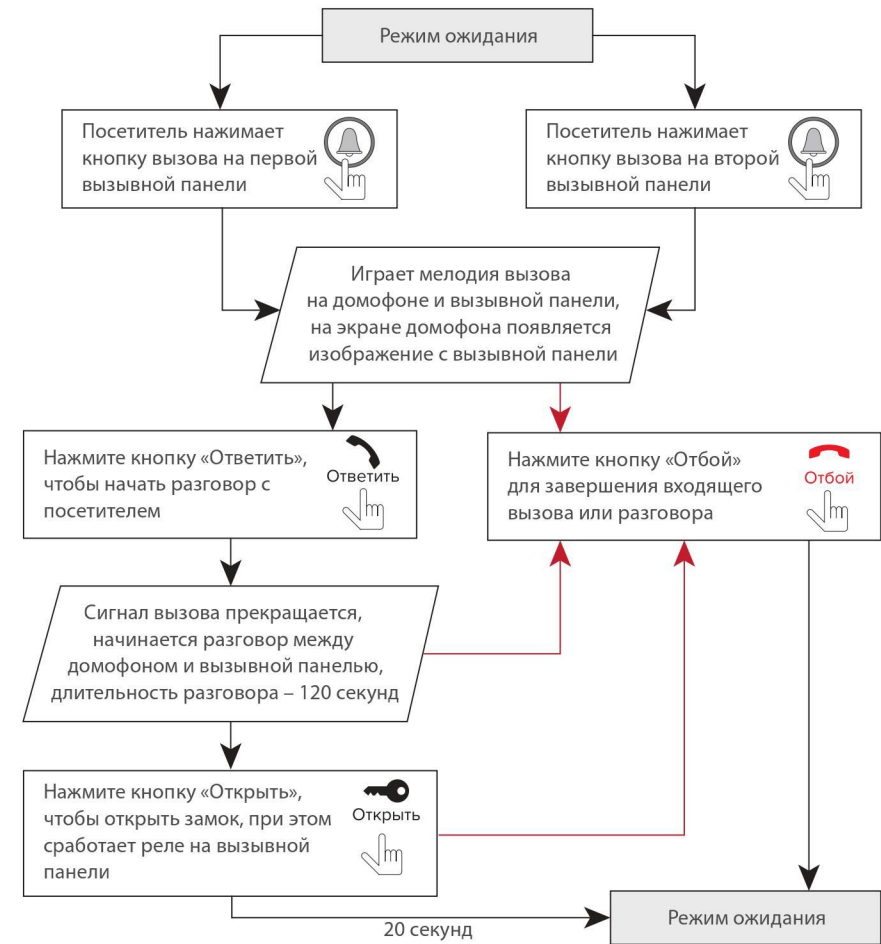 Режим ожидания
Посетитель нажимает
кнопку вызова на первой
вызывной панели
Посетитель нажимает
кнопку вызова на второй
вызывной панели
Играет мелодия вызова
на домофоне и вызывной панели,
на экране домофона появляется
изображение с вызывной панели
Нажмите кнопку «Ответить»,
чтобы начать разговор с
посетителем
Ответить
Нажмите кнопку «Отбой»
для завершения входящего
вызова или разговора
Отбой
Сигнал вызова прекращается,
начинается разговор между
домофоном и вызывной панелью,
длительность разговора – 120 секунд
Нажмите кнопку «Открыть»,
чтобы открыть замок, при этом
сработает реле на вызывной
панели
Открыть
20 секунд
Режим ожидания